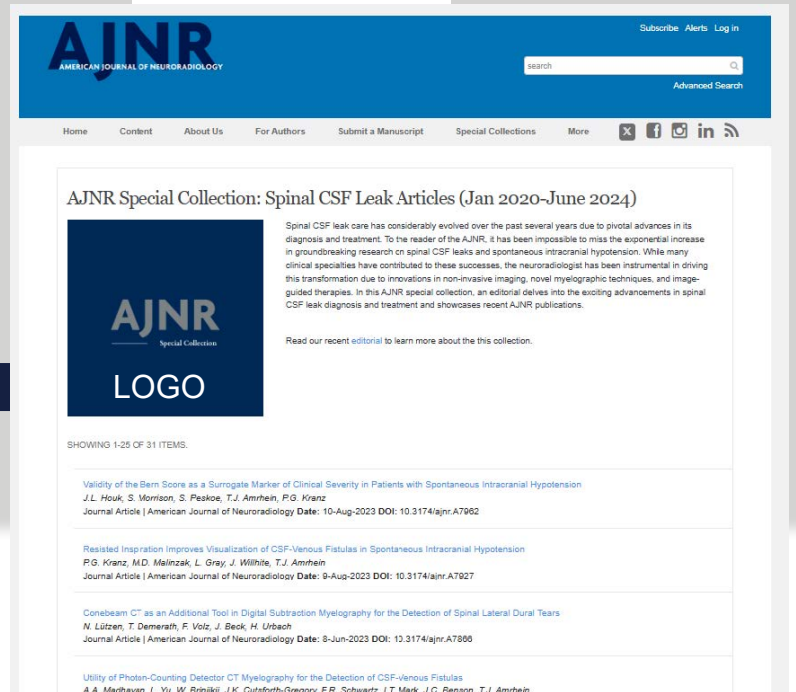 AJNR
AMERICAN JOURNAL OF NEURORADIOLOGY
Subscribe Alerts Log in
search
Advanced Search
Home Content About Us For Authors Submit a Manuscript Special Collections More
AJNR Special Collection: Spinal CSF Leak Articles (Jan 2020-June 2024)
Spinal CSF leak care has considerably evolved over the past several years due to pivotal advances in its
diagnosis and treatment. To the reader of the AJNR, it has been impossible to miss the exponential increase
in groundbreaking research on spinal CSF leaks and spontaneous intracranial hypotension. While many
clinical specialties have contributed to these successes, the neuroradiologist has been instrumental in driving
this transformation due to innovations in non-invasive imaging, novel myelographic techniques, and image-
guided therapies. In this AJNR special collection, an editorial delves into the exciting advancements in spinal
CSF leak diagnosis and treatment and showcases recent AJNR publications.
Read our recent editorial to learn more about the this collection.
AJNR
Special Collection
LOGO
SHOWING 1-25 OF 31 ITEMS.
Validity of the Bern Score as a Surrogate Marker of Clinical Severity in Patients with Spontaneous Intracranial Hypotension
J.L. Houk, S. Morrison, S. Peskoe, T.J. Amrhein, P.G. Kranz
Journal Article | American Journal of Neuroradiology Date: 10-Aug-2023 DOI: 10.3174/ajnr.A7962
Resisted Inspiration Improves Visualization of CSF-Venous Fistulas in Spontaneous Intracranial Hypotension
P.G. Kranz, M.D. Malinzak, L. Gray, J. Willhite, T.J. Amrhein
Journal Article | American Journal of Neuroradiology Date: 9-Aug-2023 DOI: 10.3174/ajnr.A7927
Conebeam CT as an Additional Tool in Digital Subtraction Myelography for the Detection of Spinal Lateral Dural Tears
N. Lützen, T. Demerath, F. Volz, J. Beck, H. Urbach
Journal Article | American Journal of Neuroradiology Date: 8-Jun-2023 DOI: 10.3174/ajnr.A7866
Utility of Photon-Counting Detector CT Myelography for the Detection of CSF-Venous Fistulas
A.A. Madhavan, L. Yu, W. Brinjikji, J.K. Cutsforth-Gregory, F.R. Schwartz, I.T. Mark, J.C. Benson, T.J. Amrhein